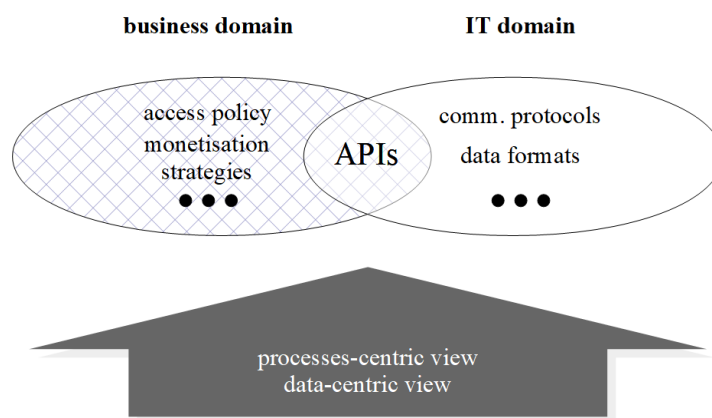 business domain
IT domain
access policy
monetisation
strategies
● ● ●
APIs
comm. protocols
data formats
● ● ●
processes-centric view
data-centric view